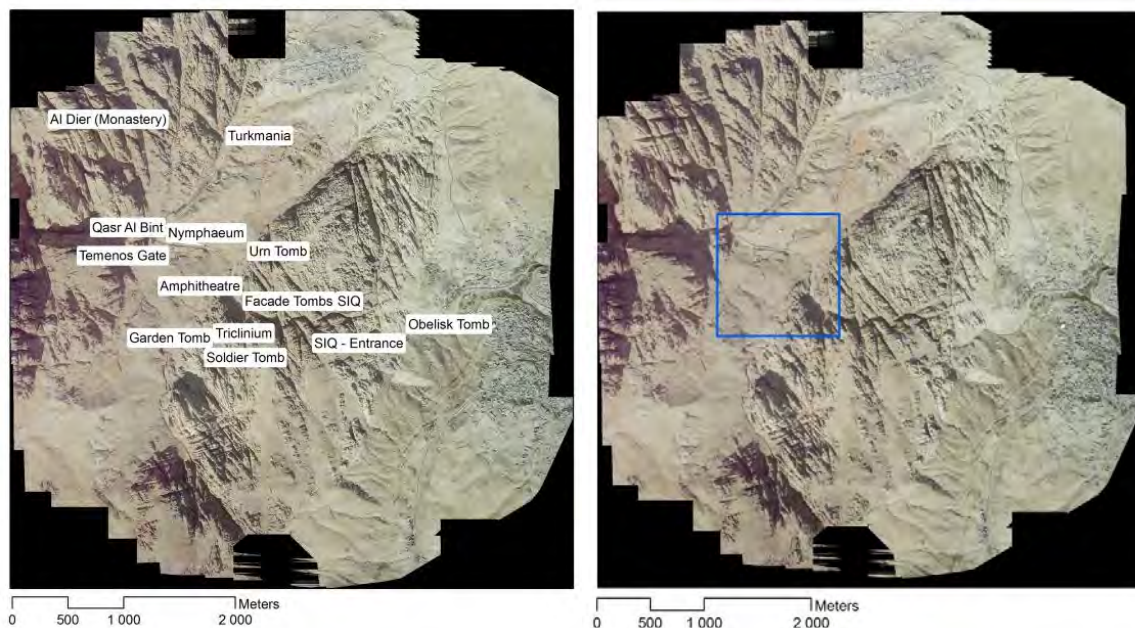 Al Dier (Monastery)
Turkmania
Qasr Al Bint
Nymphaeum
Urn Tomb
Temenos Gate
Amphitheatre
Facade Tombs SIQ
Obelisk Tomb
Garden Tomb
Triclinium
SIQ - Entrance
Soldier Tomb
0 500 1 000 2 000 Meters
0 500 1 000 2 000 Meters